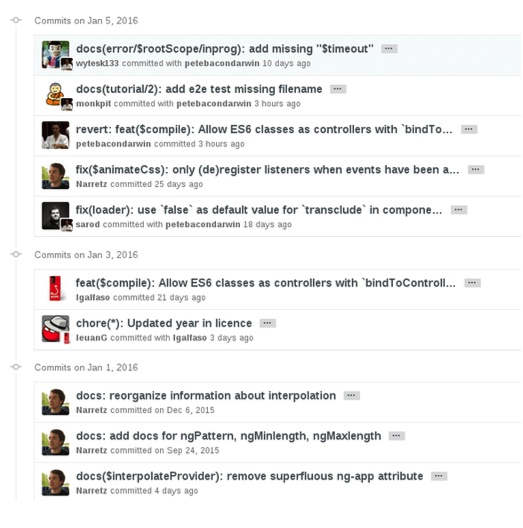 Commits on Jan 5, 2016
docs(error/$rootScope/inprog): add missing "$timeout" ...
wytesk133 committed with petebacondarwin 10 days ago
docs(tutorial/2): add e2e test missing filename ...
monkpit committed with petebacondarwin 3 hours ago
revert: feat($compile): Allow ES6 classes as controllers with `bindTo... ...
petebacondarwin committed 3 hours ago
fix($animateCss): only (de)register listeners when events have been a... ...
Narretz committed 25 days ago
fix(loader): use `false` as default value for `transclude` in compone... ...
sarod committed with petebacondarwin 18 days ago
Commits on Jan 3, 2016
feat($compile): Allow ES6 classes as controllers with `bindToControll... ...
lgalfaso committed 21 days ago
chore(*): Updated year in licence ...
IeuanG committed with lgalfaso 3 days ago
Commits on Jan 1, 2016
docs: reorganize information about interpolation ...
Narretz committed on Dec 6, 2015
docs: add docs for ngPattern, ngMinlength, ngMaxlength ...
Narretz committed on Sep 24, 2015
docs($interpolateProvider): remove superfluous ng-app attribute ...
Narretz committed 4 days ago